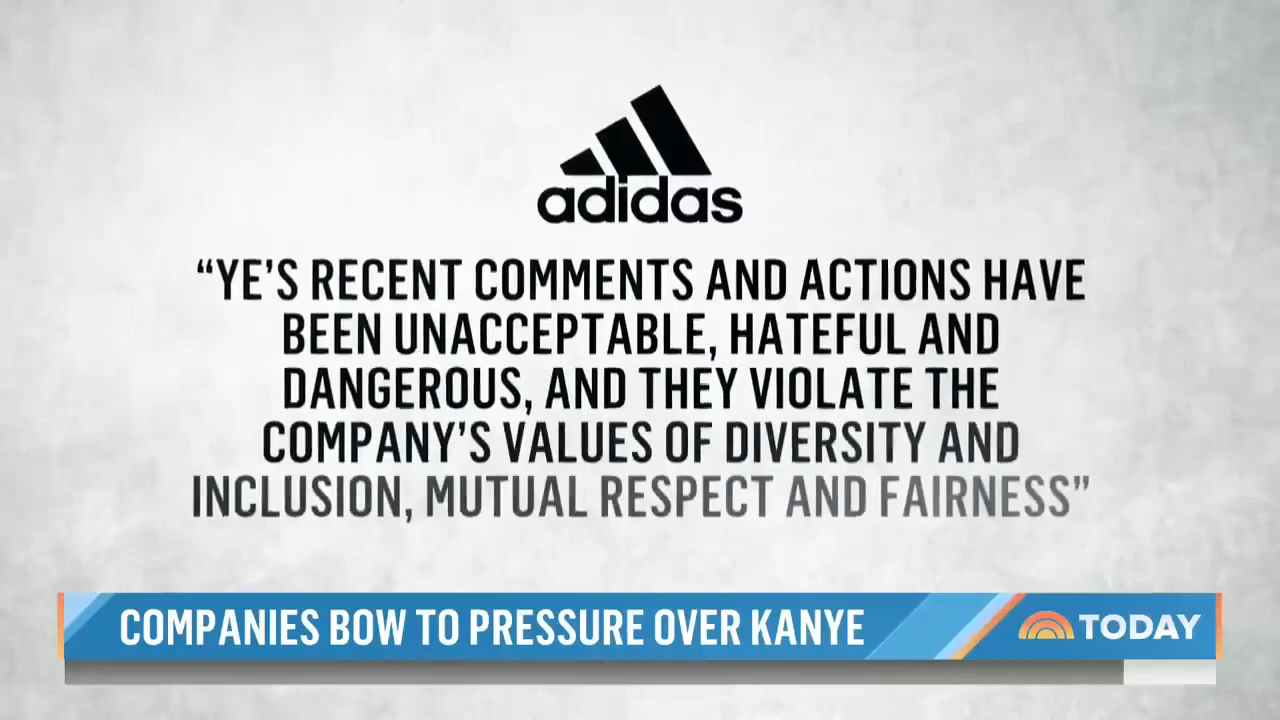 adidas
“YE’S RECENT COMMENTS AND ACTIONS HAVE
BEEN UNACCEPTABLE, HATEFUL AND
DANGEROUS, AND THEY VIOLATE THE
COMPANY’S VALUES OF DIVERSITY AND
INCLUSION, MUTUAL RESPECT AND FAIRNESS”
COMPANIES BOW TO PRESSURE OVER KANYE
TODAY